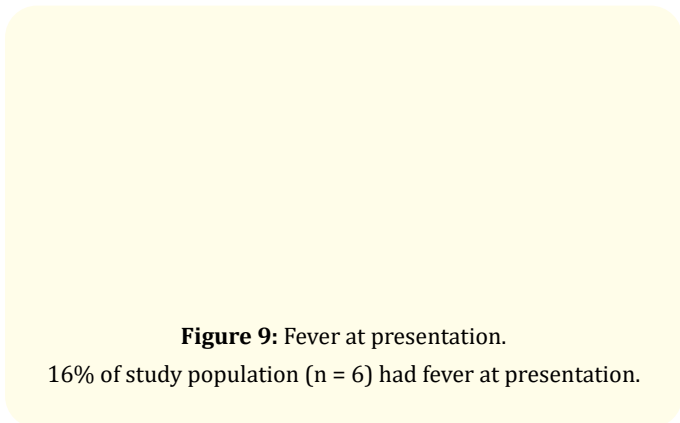 Figure 9: Fever at presentation.
16% of study population (n = 6) had fever at presentation.